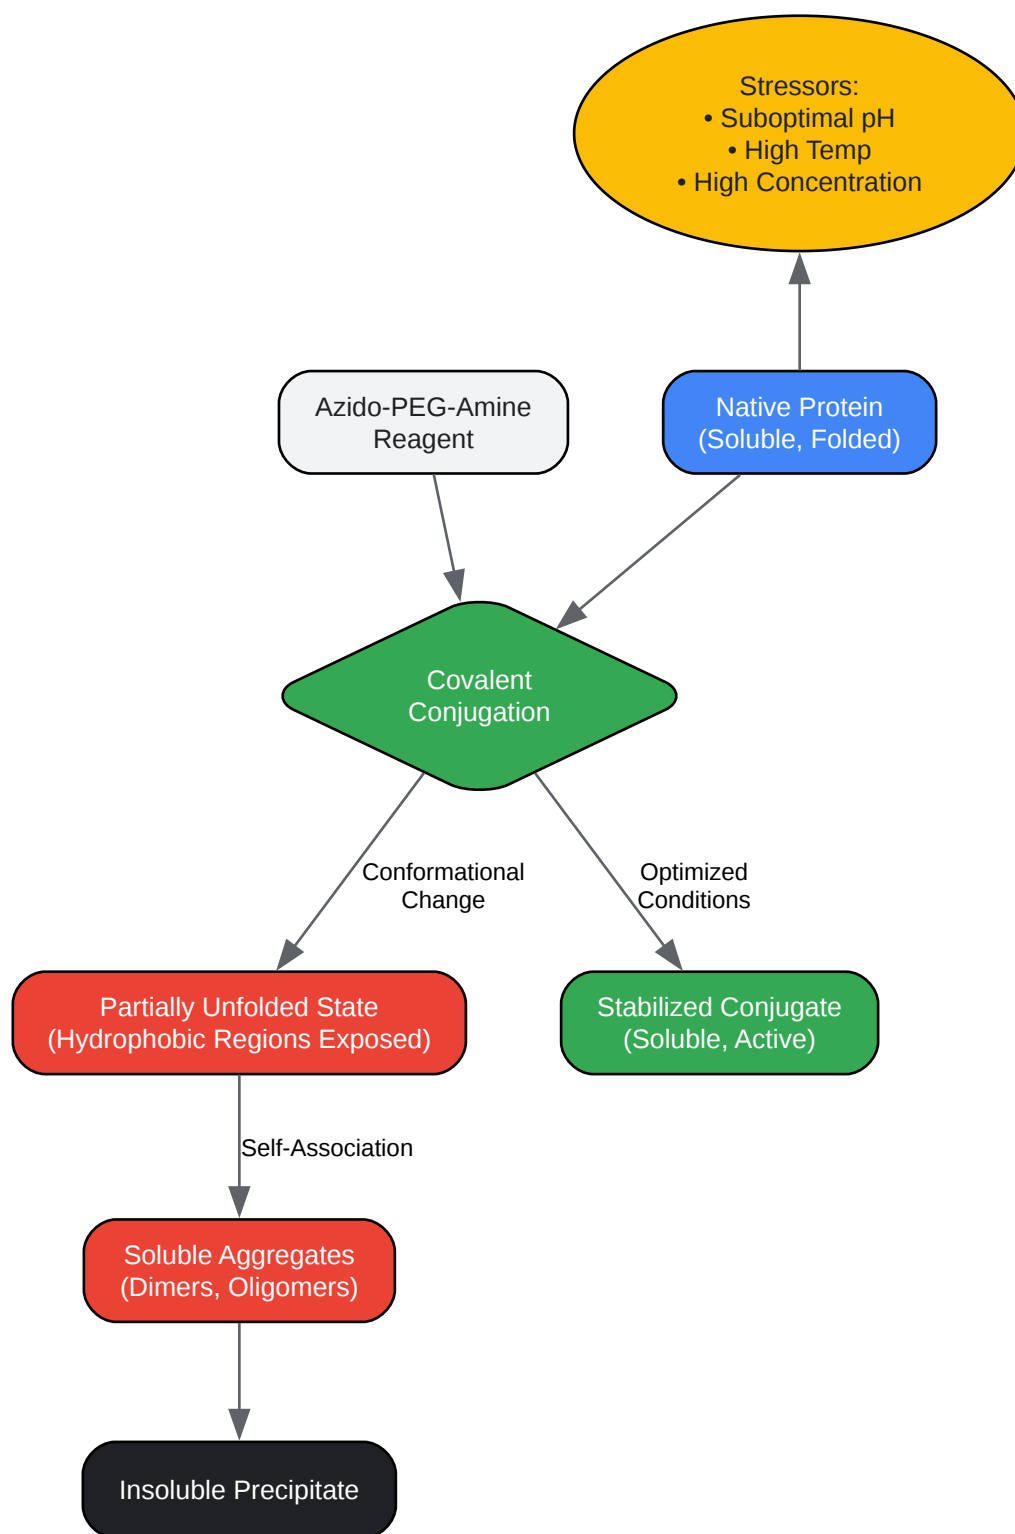 Stressors:
• Suboptimal pH
• High Temp
• High Concentration
Azido-PEG-Amine
Reagent
Native Protein
(Soluble, Folded)
Covalent
Conjugation
Conformational
Change
Optimized
Conditions
Partially Unfolded State
(Hydrophobic Regions Exposed)
Stabilized Conjugate
(Soluble, Active)
Self-Association
Soluble Aggregates
(Dimers, Oligomers)
Insoluble Precipitate